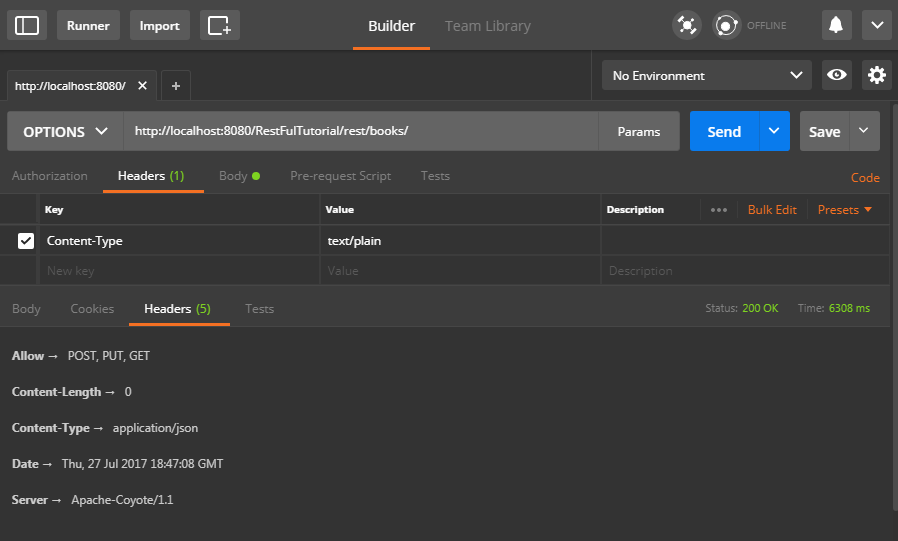 Runner Import Builder Team Library OFFLINE
http://localhost:8080/ No Environment
OPTIONS http://localhost:8080/RestFulTutorial/rest/books/ Params Send Save
Authorization Headers (1) Body Pre-request Script Tests Code
Key Value Description ••• Bulk Edit Presets
Content-Type text/plain
New key Value Description
Body Cookies Headers (5) Tests Status: 200 OK Time: 6308 ms
Allow → POST, PUT, GET
Content-Length → 0
Content-Type → application/json
Date → Thu, 27 Jul 2017 18:47:08 GMT
Server → Apache-Coyote/1.1